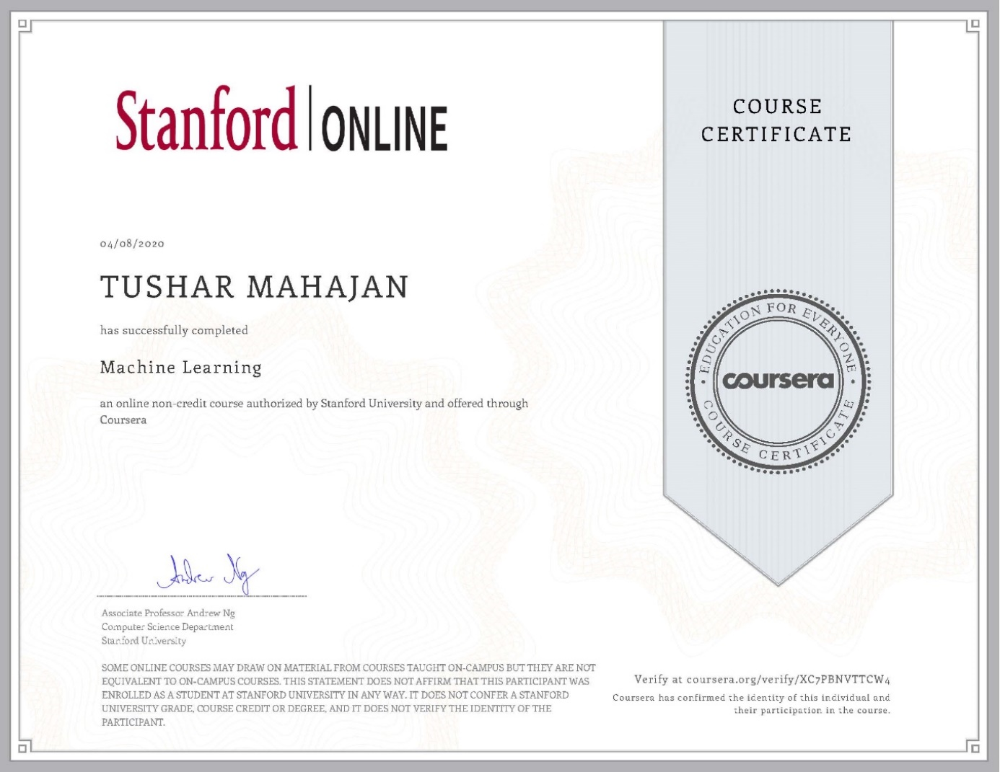 Stanford | ONLINE
COURSE
CERTIFICATE
04/08/2020
TUSHAR MAHAJAN
has successfully completed
Machine Learning
an online non-credit course authorized by Stanford University and offered through
Coursera
EDUCATION FOR EVERYONE
coursera
COURSE CERTIFICATE
Andrew Ng
Associate Professor Andrew Ng
Computer Science Department
Stanford University
SOME ONLINE COURSES MAY DRAW ON MATERIAL FROM COURSES TAUGHT ON-CAMPUS BUT THEY ARE NOT
EQUIVALENT TO ON-CAMPUS COURSES. THIS STATEMENT DOES NOT AFFIRM THAT THIS PARTICIPANT WAS
ENROLLED AS A STUDENT AT STANFORD UNIVERSITY IN ANY WAY. IT DOES NOT CONFER A STANFORD
UNIVERSITY GRADE, COURSE CREDIT OR DEGREE, AND IT DOES NOT VERIFY THE IDENTITY OF THE
PARTICIPANT.
Verify at coursera.org/verify/XC7PBNVTTCW4
Coursera has confirmed the identity of this individual and
their participation in the course.